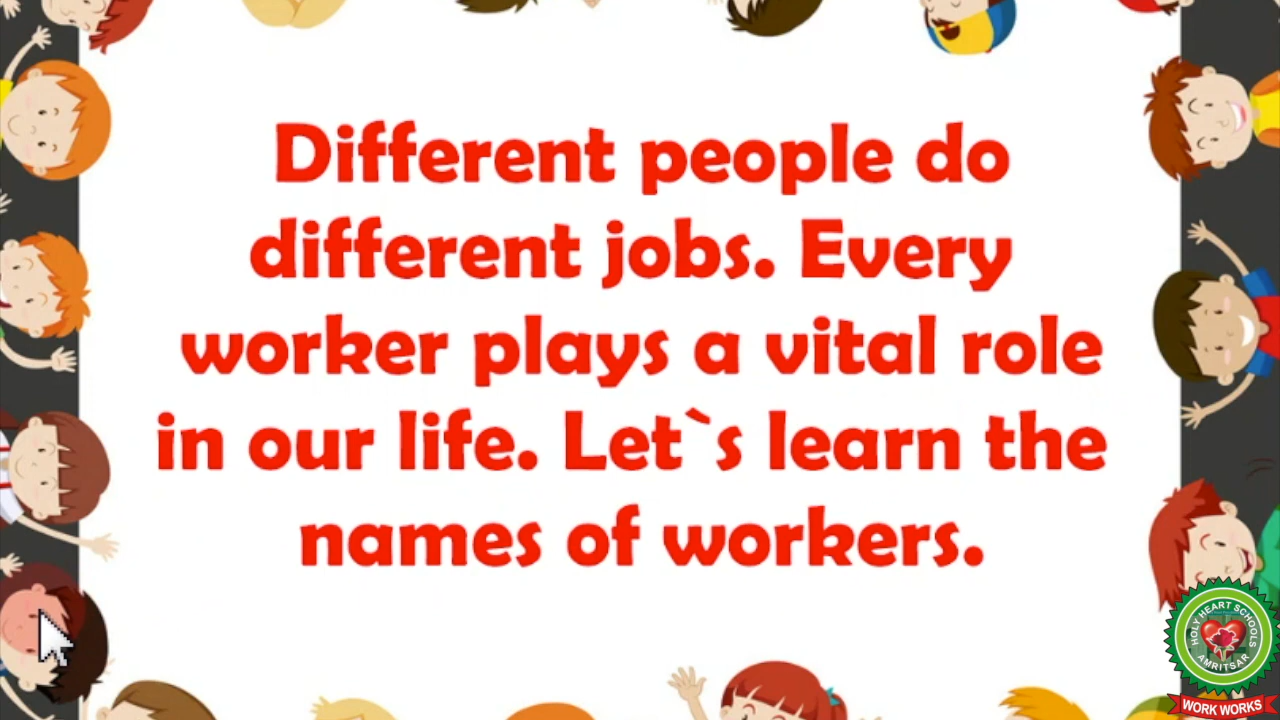 Different people do
different jobs. Every
worker plays a vital role
in our life. Let`s learn the
names of workers.
HOLY HEART SCHOOLS
AMRITSAR
WORK WORKS